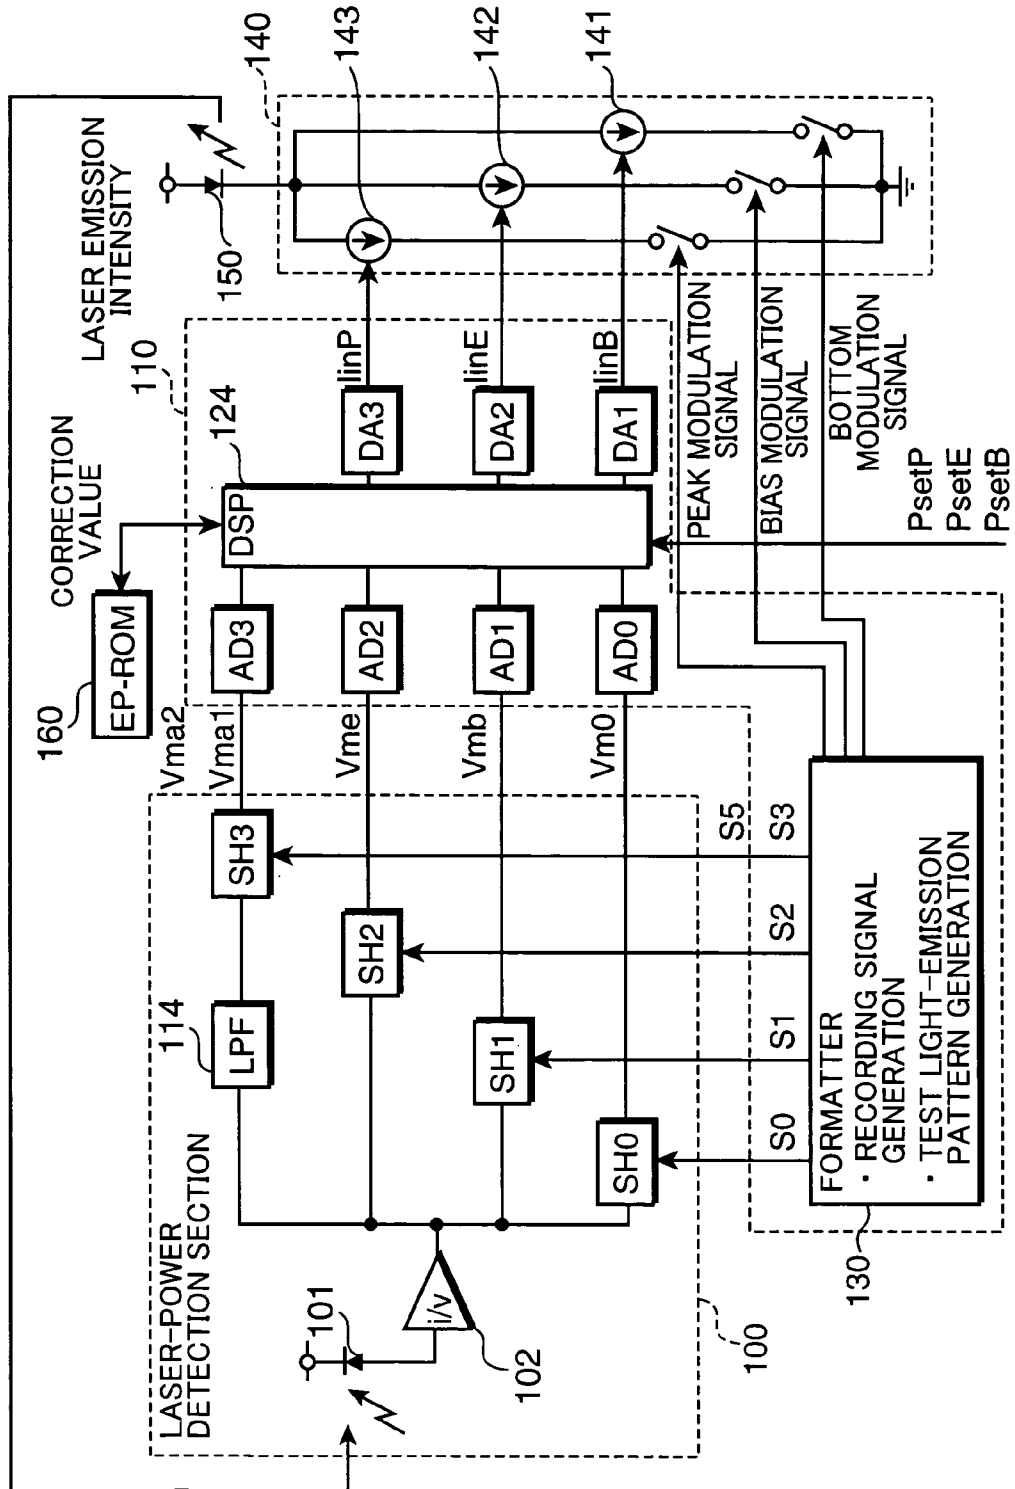 LASER EMISSION
INTENSITY
150
140
143
142
141
CORRECTION
VALUE
EP-ROM
160
110
124
DSP
DA3
DA2
DA1
IinP
IinE
IinB
AD3
AD2
AD1
AD0
Vma2
Vma1
Vme
Vmb
Vm0
PEAK MODULATION
SIGNAL
BIAS MODULATION
SIGNAL
BOTTOM
MODULATION
SIGNAL
PsetP
PsetE
PsetB
LASER-POWER
DETECTION SECTION
100
101
102
i/v
114
LPF
SH3
SH2
SH1
SH0
S0
S1
S2
S3
S5
FORMATTER
・ RECORDING SIGNAL
GENERATION
・ TEST LIGHT-EMISSION
PATTERN GENERATION
130